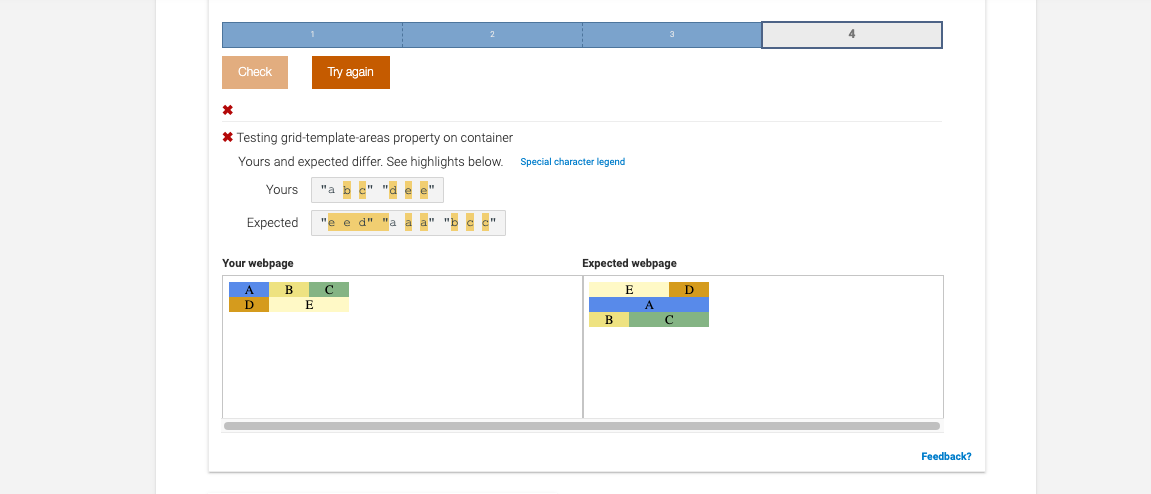 1 2 3 4
Check Try again
✖
✖ Testing grid-template-areas property on container
Yours and expected differ. See highlights below. Special character legend
Yours "a b c" "d e e"
Expected "e e d" "a a a" "b c c"
Your webpage Expected webpage
A B C E D
D E A
B C
Feedback?